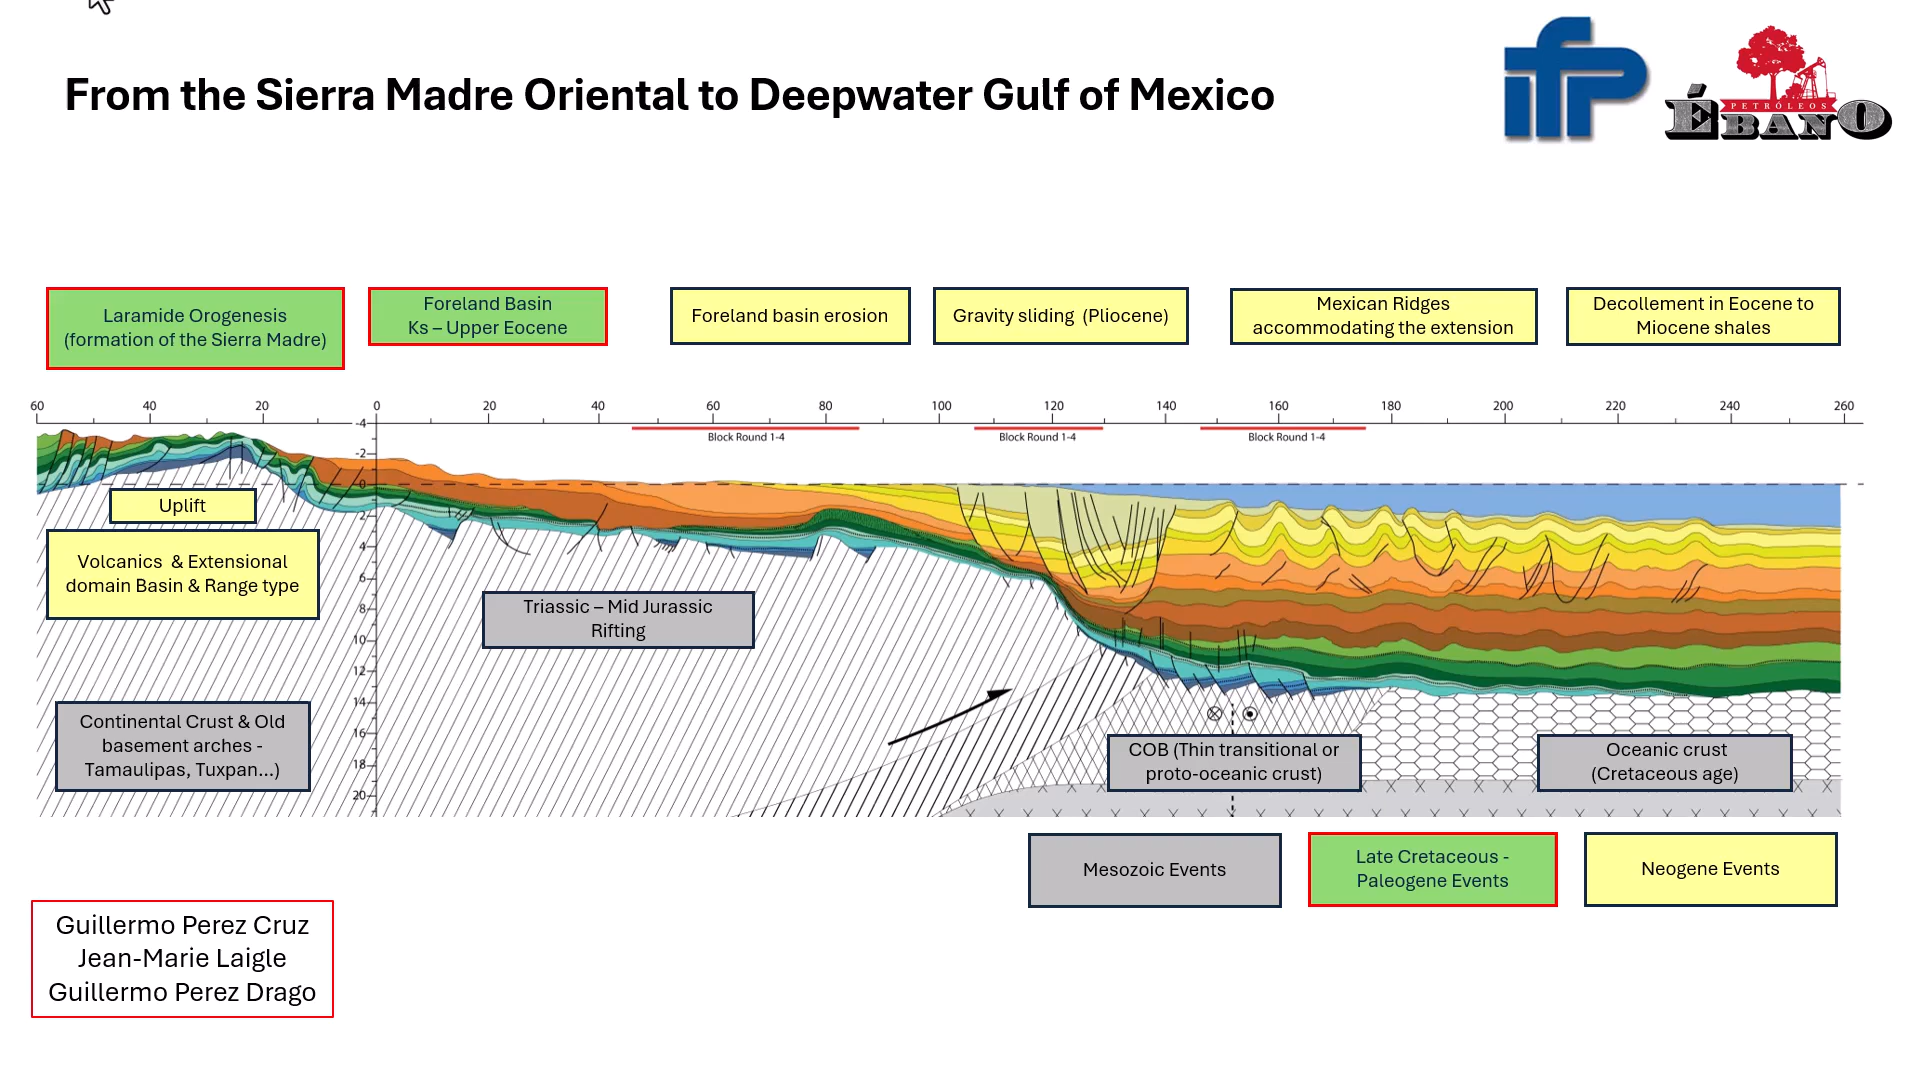 From the Sierra Madre Oriental to Deepwater Gulf of Mexico
ifp
PETRÓLEOS
ÉBANO
Laramide Orogenesis
(formation of the Sierra Madre)
Foreland Basin
Ks – Upper Eocene
Foreland basin erosion
Gravity sliding (Pliocene)
Mexican Ridges
accommodating the extension
Decollement in Eocene to
Miocene shales
60 40 20 0 20 40 60 80 100 120 140 160 180 200 220 240 260
Block Round 1-4
Block Round 1-4
Block Round 1-4
-4
-2
0
2
4
6
8
10
12
14
16
18
20
Uplift
Volcanics & Extensional
domain Basin & Range type
Triassic – Mid Jurassic
Rifting
Continental Crust & Old
basement arches -
Tamaulipas, Tuxpan...)
COB (Thin transitional or
proto-oceanic crust)
Oceanic crust
(Cretaceous age)
Mesozoic Events
Late Cretaceous -
Paleogene Events
Neogene Events
Guillermo Perez Cruz
Jean-Marie Laigle
Guillermo Perez Drago